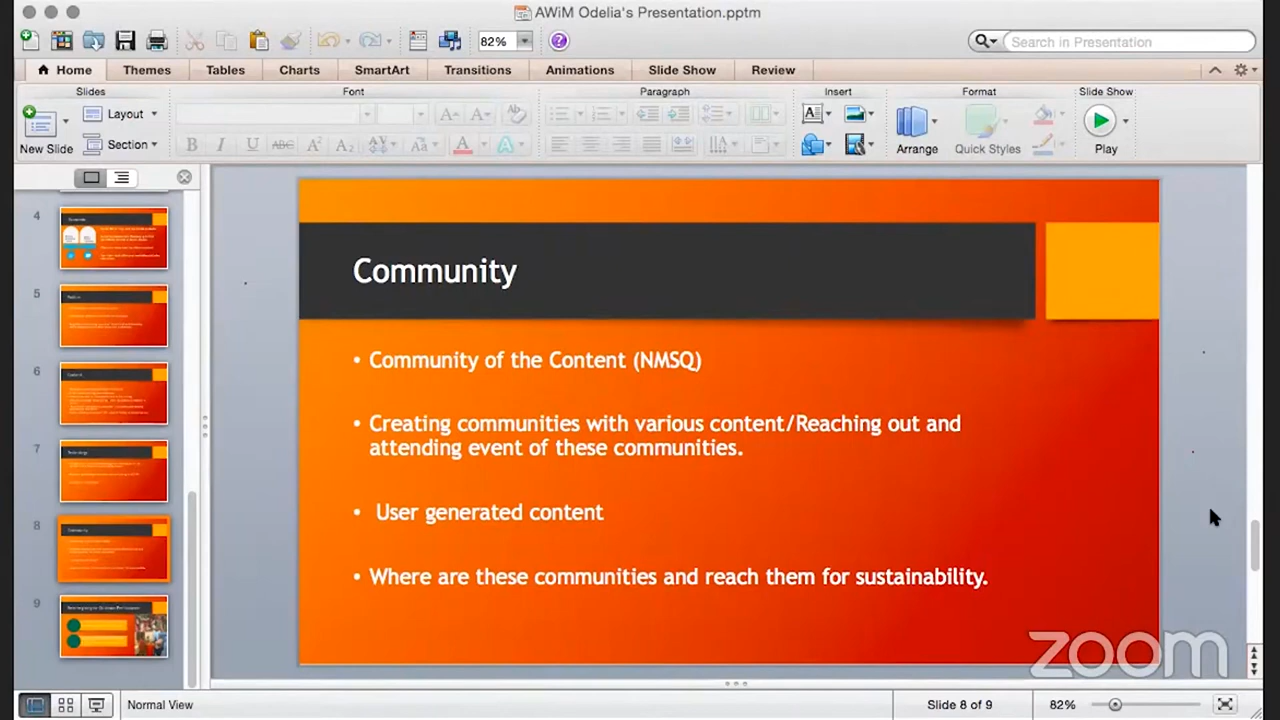 AWiM Odelia's Presentation.pptm
82%
Search in Presentation
Home
Themes
Tables
Charts
SmartArt
Transitions
Animations
Slide Show
Review
Slides
Font
Paragraph
Insert
Format
Slide Show
New Slide
Layout
Section
B I U ABC
Arrange
Quick Styles
Play
4
5
6
7
8
9
Community
• Community of the Content (NMSQ)
• Creating communities with various content/Reaching out and
attending event of these communities.
• User generated content
• Where are these communities and reach them for sustainability.
zoom
Normal View
Slide 8 of 9
82%